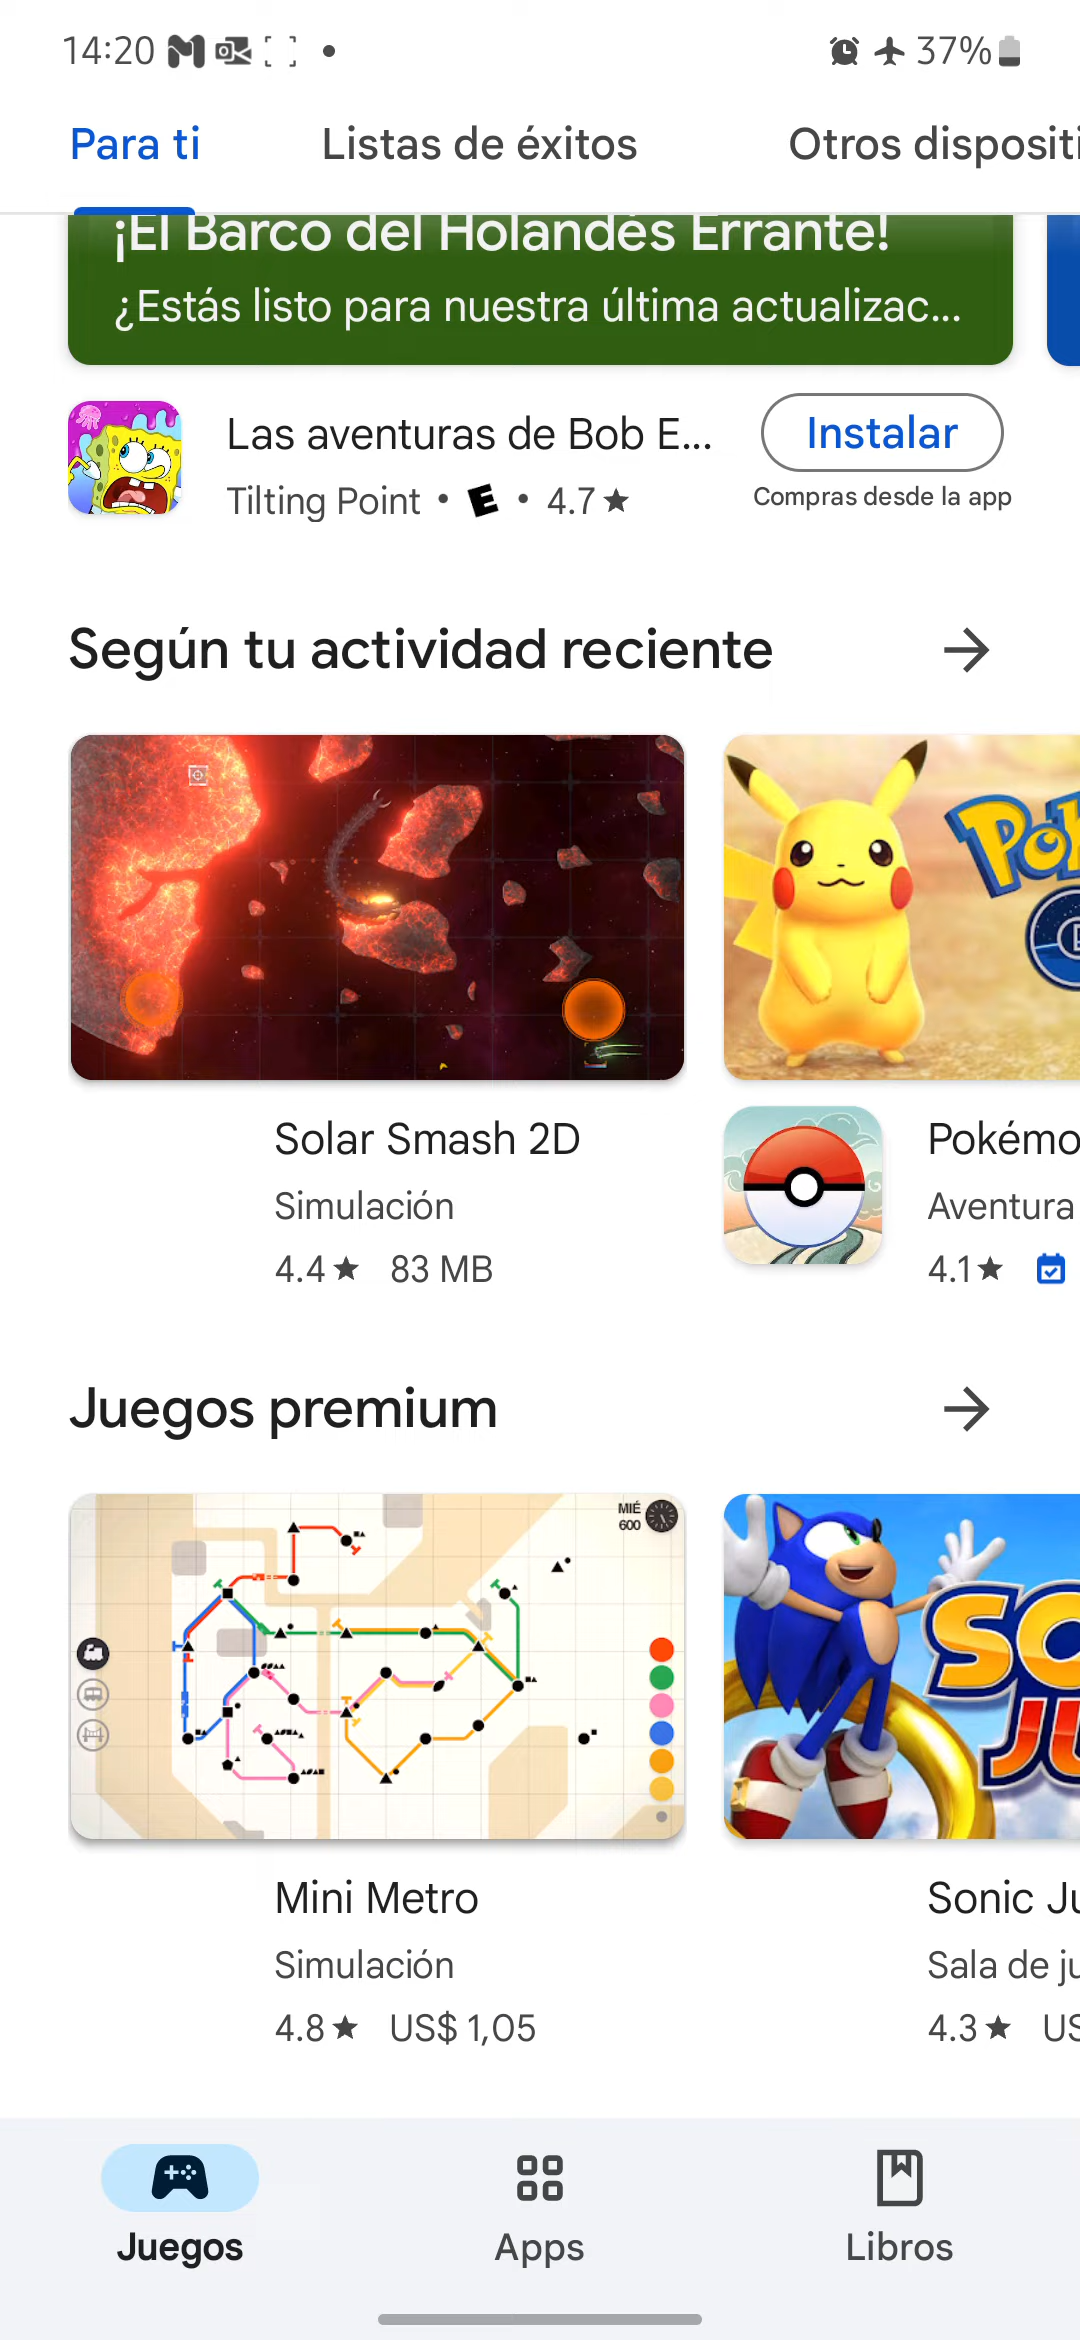 14:20
37%
Para ti
Listas de éxitos
Otros dispositi
¡El Barco del Holandés Errante!
¿Estás listo para nuestra última actualizac...
Las aventuras de Bob E...
Instalar
Tilting Point • E • 4.7★
Compras desde la app
Según tu actividad reciente
Solar Smash 2D
Simulación
4.4★ 83 MB
Pokémo
Aventura
4.1★
Juegos premium
MIÉ
600
Mini Metro
Simulación
4.8★ US$ 1,05
Sonic Ju
Sala de ju
4.3★ US
Juegos
Apps
Libros